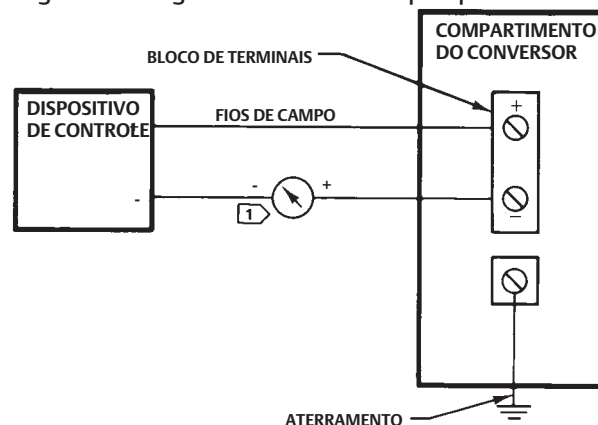 COMPARTIMENTO
DO CONVERSOR
BLOCO DE TERMINAIS
+
DISPOSITIVO
DE CONTROLE
+
FIOS DE CAMPO
-
-
+
1
-
ATERRAMENTO